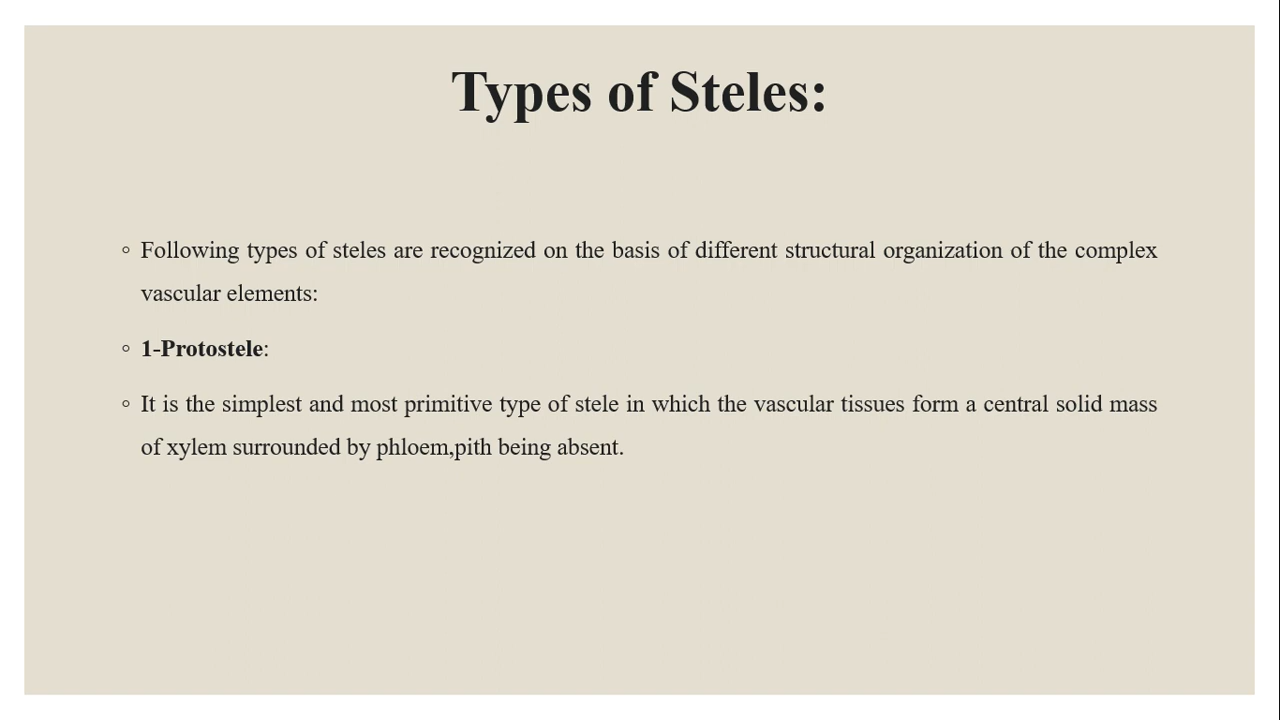 Types of Steles:
◦ Following types of steles are recognized on the basis of different structural organization of the complex
vascular elements:
◦ 1-Protostele:
◦ It is the simplest and most primitive type of stele in which the vascular tissues form a central solid mass
of xylem surrounded by phloem,pith being absent.